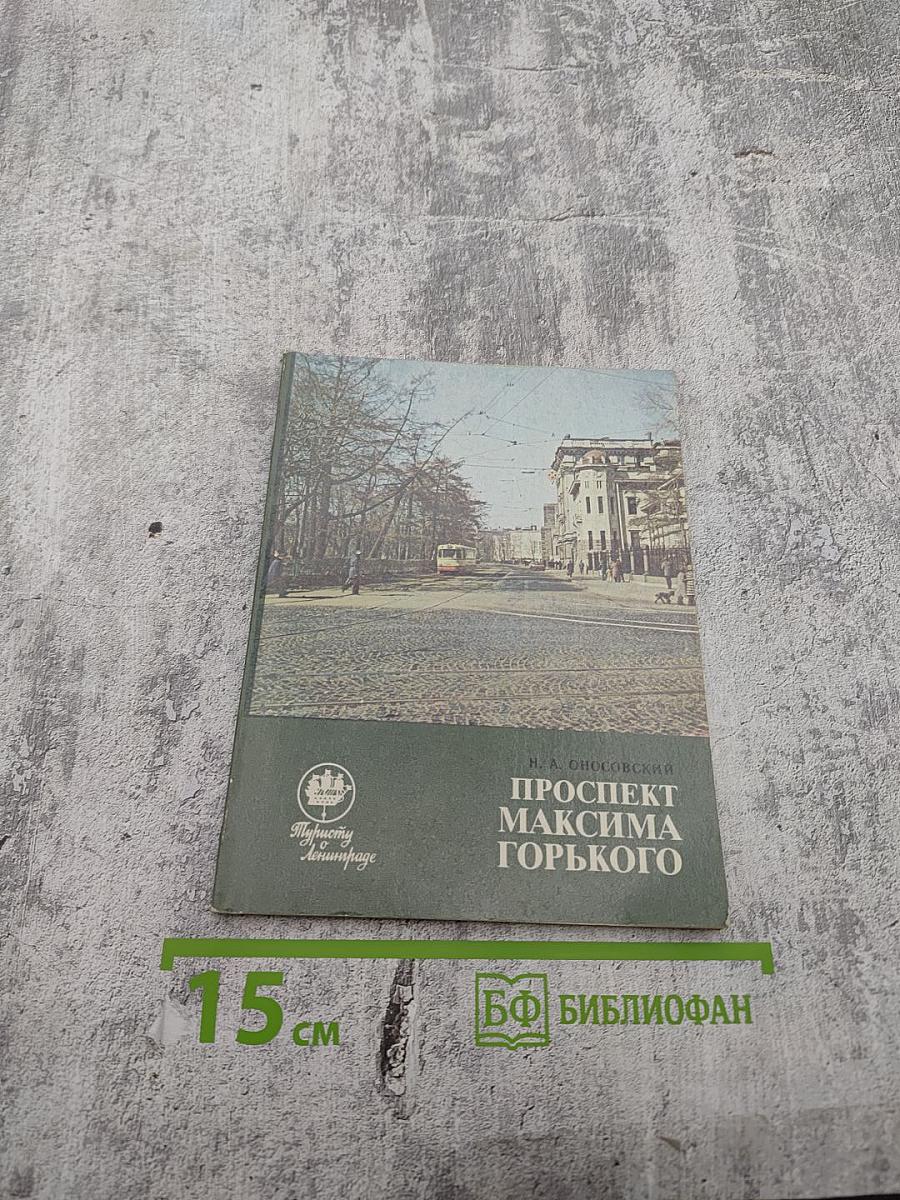 Н. А. ОНОСОВСКИЙ
ПРОСПЕКТ
МАКСИМА
ГОРЬКОГО
Туристу
о
Ленинграде
15 см
БФ БИБЛИОФАН